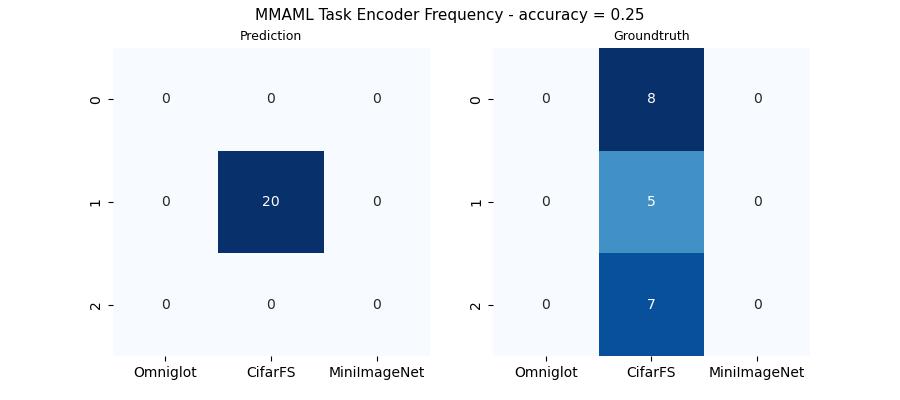 MMAML Task Encoder Frequency - accuracy = 0.25
Prediction
0 0 0 0
1 0 20 0
2 0 0 0
Omniglot CifarFS MiniImageNet
Groundtruth
0 0 8 0
1 0 5 0
2 0 7 0
Omniglot CifarFS MiniImageNet